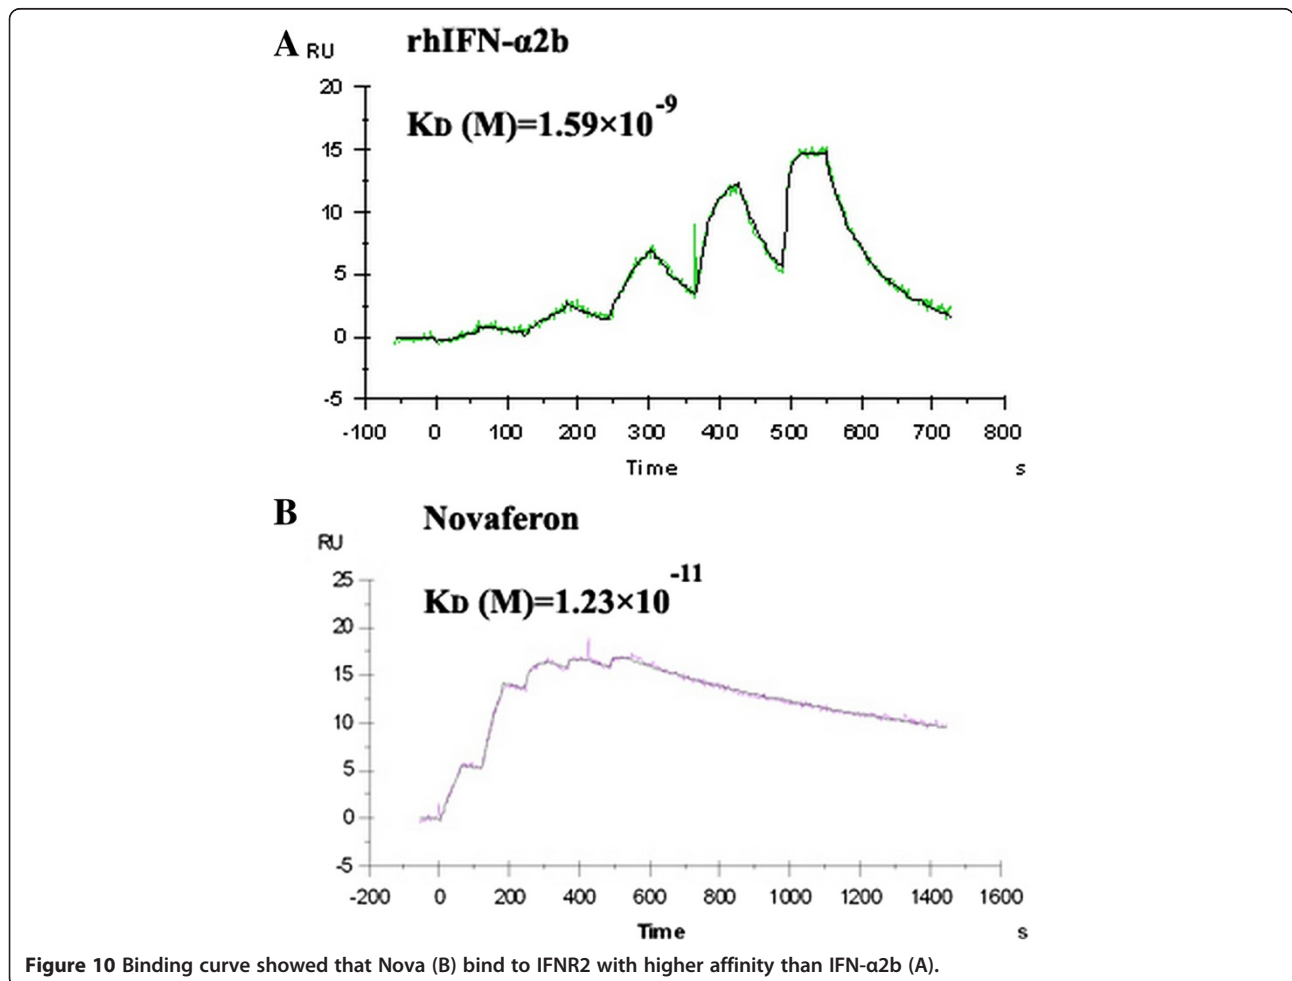 A RU rhIFN-α2b
20
KD (M)=1.59×10-9
15
10
5
0
-5
-100 0 100 200 300 400 500 600 700 800
Time s
B Novaferon
RU
25
KD (M)=1.23×10-11
20
15
10
5
0
-5
-200 0 200 400 600 800 1000 1200 1400 1600
Time s
Figure 10 Binding curve showed that Nova (B) bind to IFNR2 with higher affinity than IFN-α2b (A).